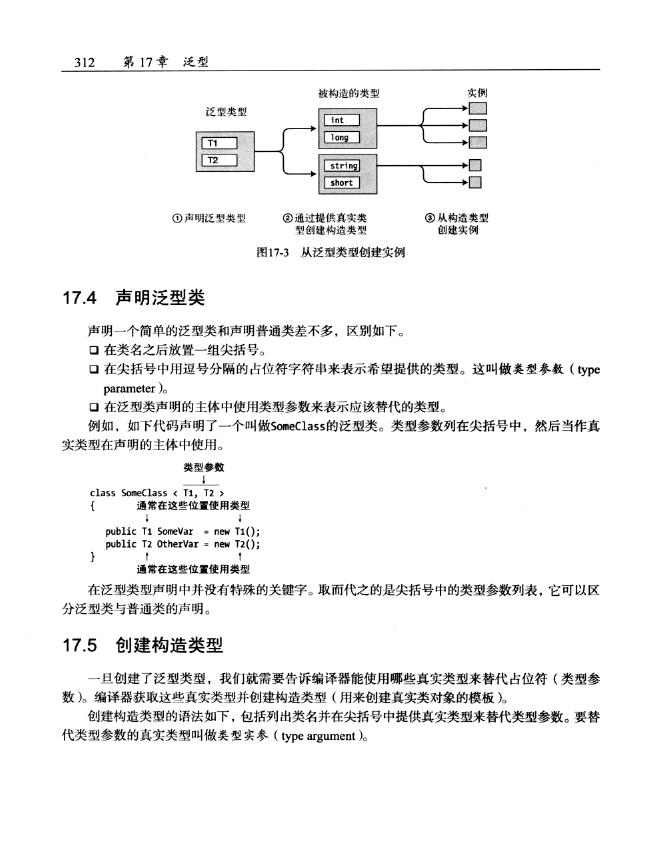 312 第17章 泛型
泛型类型
被构造的类型
实例
T1
T2
int
long
string
short
①声明泛型类型
②通过提供真实类
型创建构造类型
③从构造类型
创建实例
图17-3 从泛型类型创建实例
17.4 声明泛型类
声明一个简单的泛型类和声明普通类差不多，区别如下。
❑ 在类名之后放置一组尖括号。
❑ 在尖括号中用逗号分隔的占位符字符串来表示希望提供的类型。这叫做类型参数（type
parameter）。
❑ 在泛型类声明的主体中使用类型参数来表示应该替代的类型。
例如，如下代码声明了一个叫做SomeClass的泛型类。类型参数列在尖括号中，然后当作真
实类型在声明的主体中使用。
类型参数
↓
class SomeClass < T1, T2 >
{ 通常在这些位置使用类型
↓ ↓
public T1 SomeVar = new T1();
public T2 OtherVar = new T2();
} ↑ ↑
通常在这些位置使用类型
在泛型类型声明中并没有特殊的关键字。取而代之的是尖括号中的类型参数列表，它可以区
分泛型类与普通类的声明。
17.5 创建构造类型
一旦创建了泛型类型，我们就需要告诉编译器能使用哪些真实类型来替代占位符（类型参
数）。编译器获取这些真实类型并创建构造类型（用来创建真实类对象的模板）。
创建构造类型的语法如下，包括列出类名并在尖括号中提供真实类型来替代类型参数。要替
代类型参数的真实类型叫做类型实参（type argument）。